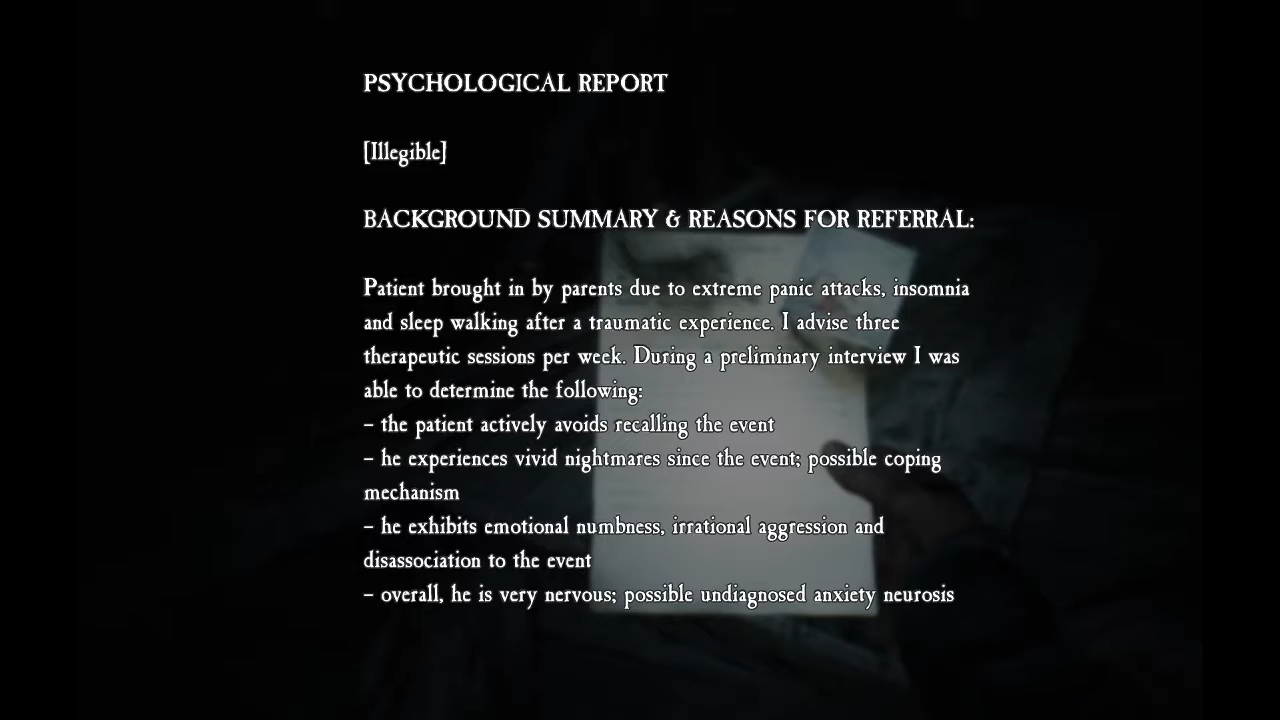 PSYCHOLOGICAL REPORT
[Illegible]
BACKGROUND SUMMARY & REASONS FOR REFERRAL:
Patient brought in by parents due to extreme panic attacks, insomnia
and sleep walking after a traumatic experience. I advise three
therapeutic sessions per week. During a preliminary interview I was
able to determine the following:
– the patient actively avoids recalling the event
– he experiences vivid nightmares since the event; possible coping
mechanism
– he exhibits emotional numbness, irrational aggression and
disassociation to the event
– overall, he is very nervous; possible undiagnosed anxiety neurosis